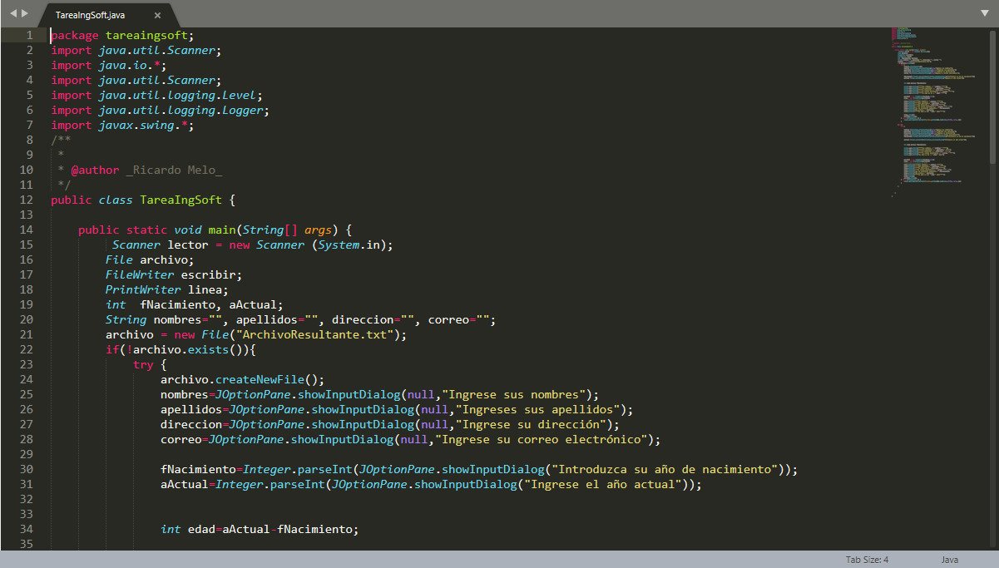 TareaIngSoft.java ×
1 package tareaingsoft;
2 import java.util.Scanner;
3 import java.io.*;
4 import java.util.Scanner;
5 import java.util.logging.Level;
6 import java.util.logging.Logger;
7 import javax.swing.*;
8 /**
9  *
10  * @author _Ricardo Melo_
11  */
12 public class TareaIngSoft {
13
14     public static void main(String[] args) {
15          Scanner lector = new Scanner (System.in);
16         File archivo;
17         FileWriter escribir;
18         PrintWriter linea;
19         int  fNacimiento, aActual;
20         String nombres="", apellidos="", direccion="", correo="";
21         archivo = new File("ArchivoResultante.txt");
22         if(!archivo.exists()){
23             try {
24                 archivo.createNewFile();
25                 nombres=JOptionPane.showInputDialog(null,"Ingrese sus nombres");
26                 apellidos=JOptionPane.showInputDialog(null,"Ingreses sus apellidos");
27                 direccion=JOptionPane.showInputDialog(null,"Ingrese su dirección");
28                 correo=JOptionPane.showInputDialog(null,"Ingrese su correo electrónico");
29
30                 fNacimiento=Integer.parseInt(JOptionPane.showInputDialog("Introduzca su año de nacimiento"));
31                 aActual=Integer.parseInt(JOptionPane.showInputDialog("Ingrese el año actual"));
32
33
34                 int edad=aActual-fNacimiento;
35
Tab Size: 4 Java